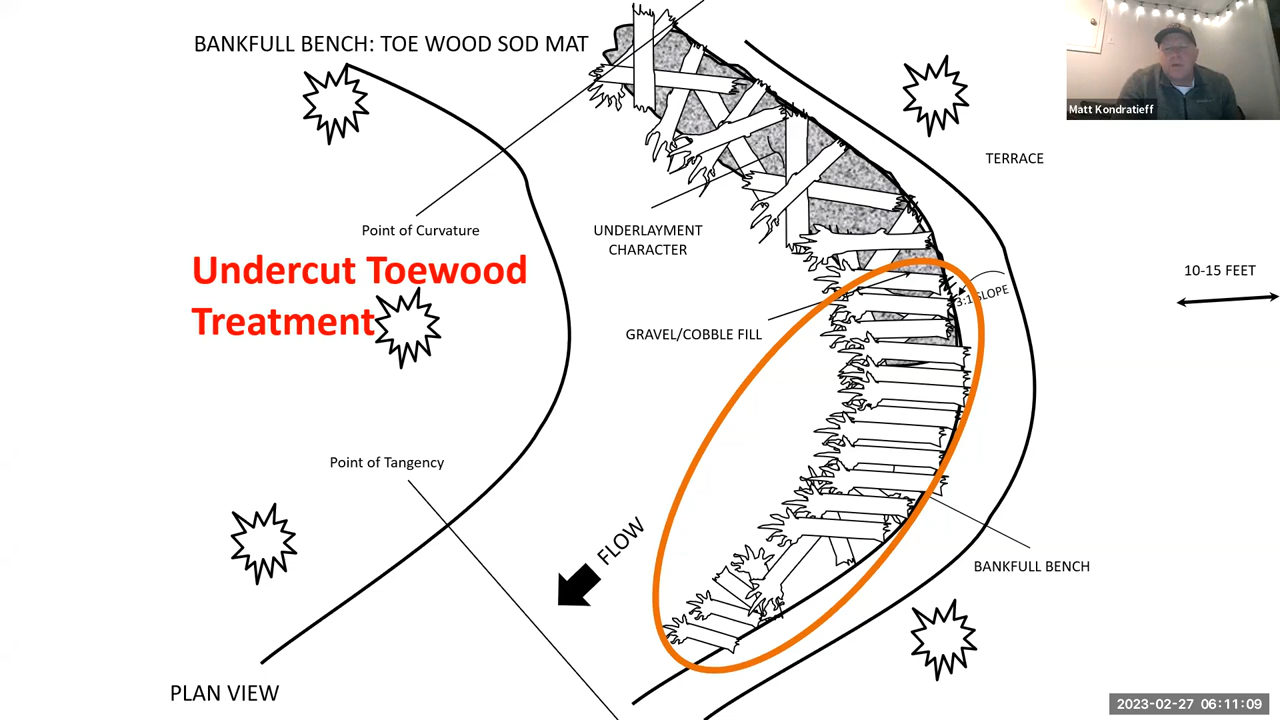 BANKFULL BENCH: TOE WOOD SOD MAT
Matt Kondratieff
TERRACE
Point of Curvature
UNDERLAYMENT
CHARACTER
Undercut Toewood
Treatment
10-15 FEET
3:1 SLOPE
GRAVEL/COBBLE FILL
Point of Tangency
FLOW
BANKFULL BENCH
PLAN VIEW
2023-02-27 06:11:09